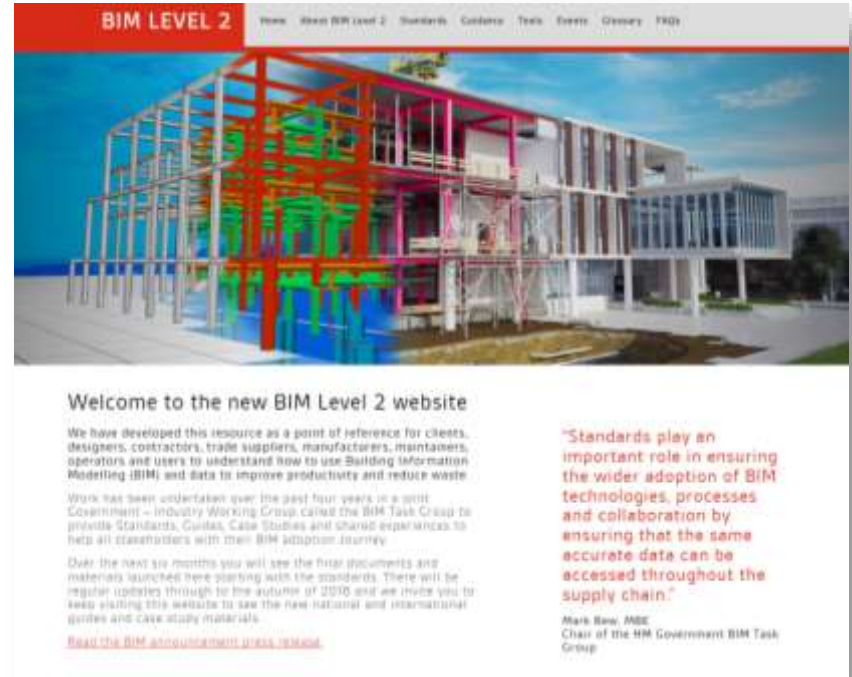 BIM LEVEL 2
Home About BIM Level 2 Standards Guidance Tools Events Glossary FAQs
Welcome to the new BIM Level 2 website
We have developed this resource as a point of reference for clients,
designers, contractors, trade suppliers, manufacturers, maintainers,
operators and users to understand how to use Building Information
Modelling (BIM) and data to improve productivity and reduce waste.
Work has been undertaken over the past four years in a joint
Government – Industry Working Group called the BIM Task Group to
provide Standards, Guides, Case Studies and shared experiences to
help all stakeholders with their BIM adoption journey.
Over the next six months you will see the final documents and
materials launched here starting with the standards. There will be
regular updates through to the autumn of 2016 and we invite you to
keep visiting this website to see the new national and international
guides and case study materials.
Read the BIM announcement press release.
"Standards play an
important role in ensuring
the wider adoption of BIM
technologies, processes
and collaboration by
ensuring that the same
accurate data can be
accessed throughout the
supply chain."
Mark Bew, MBE
Chair of the HM Government BIM Task
Group